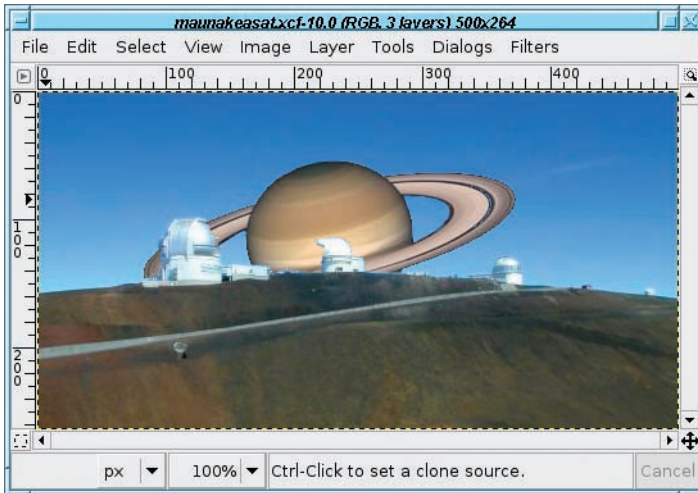 maunakeasat.xcf-10.0 (RGB, 3 layers) 500x264
File Edit Select View Image Layer Tools Dialogs Filters
0 100 200 300 400
0
100
200
px 100% Ctrl-Click to set a clone source. Cancel